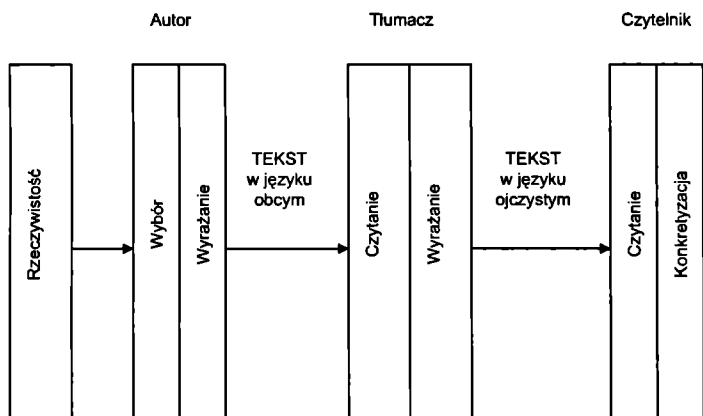 Autor
Tłumacz
Czytelnik
Rzeczywistość
Wybór
Wyrażanie
TEKST
w języku
obcym
Czytanie
Wyrażanie
TEKST
w języku
ojczystym
Czytanie
Konkretyzacja